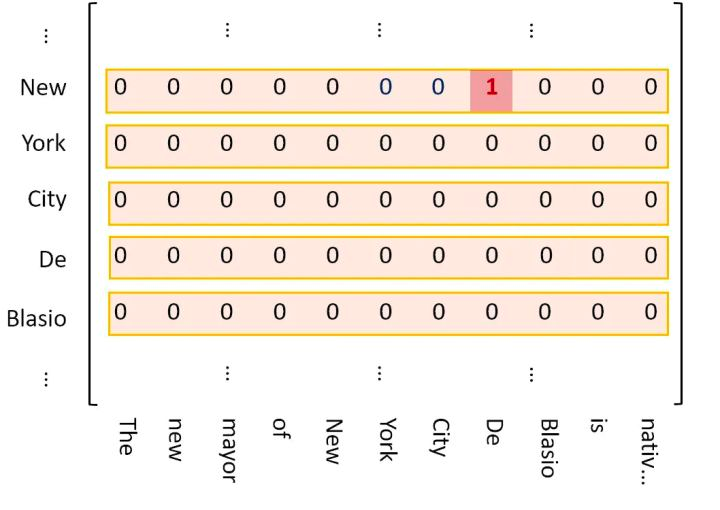 ⋮ ⋮ ⋮ ⋮
New 0 0 0 0 0 0 0 1 0 0 0
York 0 0 0 0 0 0 0 0 0 0 0
City 0 0 0 0 0 0 0 0 0 0 0
De 0 0 0 0 0 0 0 0 0 0 0
Blasio 0 0 0 0 0 0 0 0 0 0 0
⋮ ⋮ ⋮ ⋮
The new mayor of New York City De Blasio is nativ...